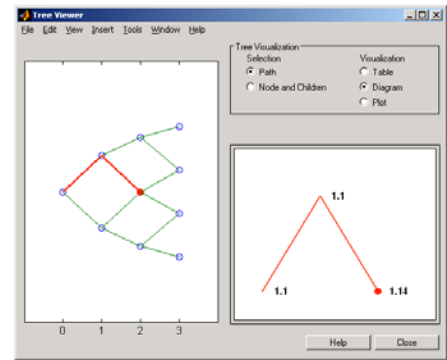 Tree Viewer
File Edit View Insert Tools Window Help
Tree Visualization
Selection
Visualization
Path
Table
Node and Children
Diagram
Plot
1.1
1.1
1.14
0 1 2 3
Help Close